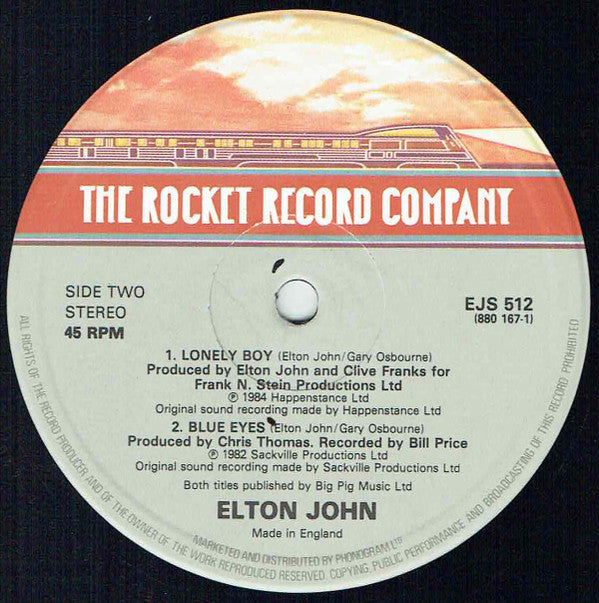 THE ROCKET RECORD COMPANY
SIDE TWO
STEREO
45 RPM
EJS 512
(880 167-1)
1. LONELY BOY (Elton John/Gary Osbourne)
Produced by Elton John and Clive Franks for
Frank N. Stein Productions Ltd
℗ 1984 Happenstance Ltd
Original sound recording made by Happenstance Ltd
2. BLUE EYES (Elton John/Gary Osbourne)
Produced by Chris Thomas. Recorded by Bill Price
℗ 1982 Sackville Productions Ltd
Original sound recording made by Sackville Productions Ltd
Both titles published by Big Pig Music Ltd
ELTON JOHN
Made in England
MARKETED AND DISTRIBUTED BY PHONOGRAM LTD
ALL RIGHTS OF THE RECORD PRODUCER AND OF THE OWNER OF THE WORK REPRODUCED RESERVED. COPYING, PUBLIC PERFORMANCE AND BROADCASTING OF THIS RECORD PROHIBITED